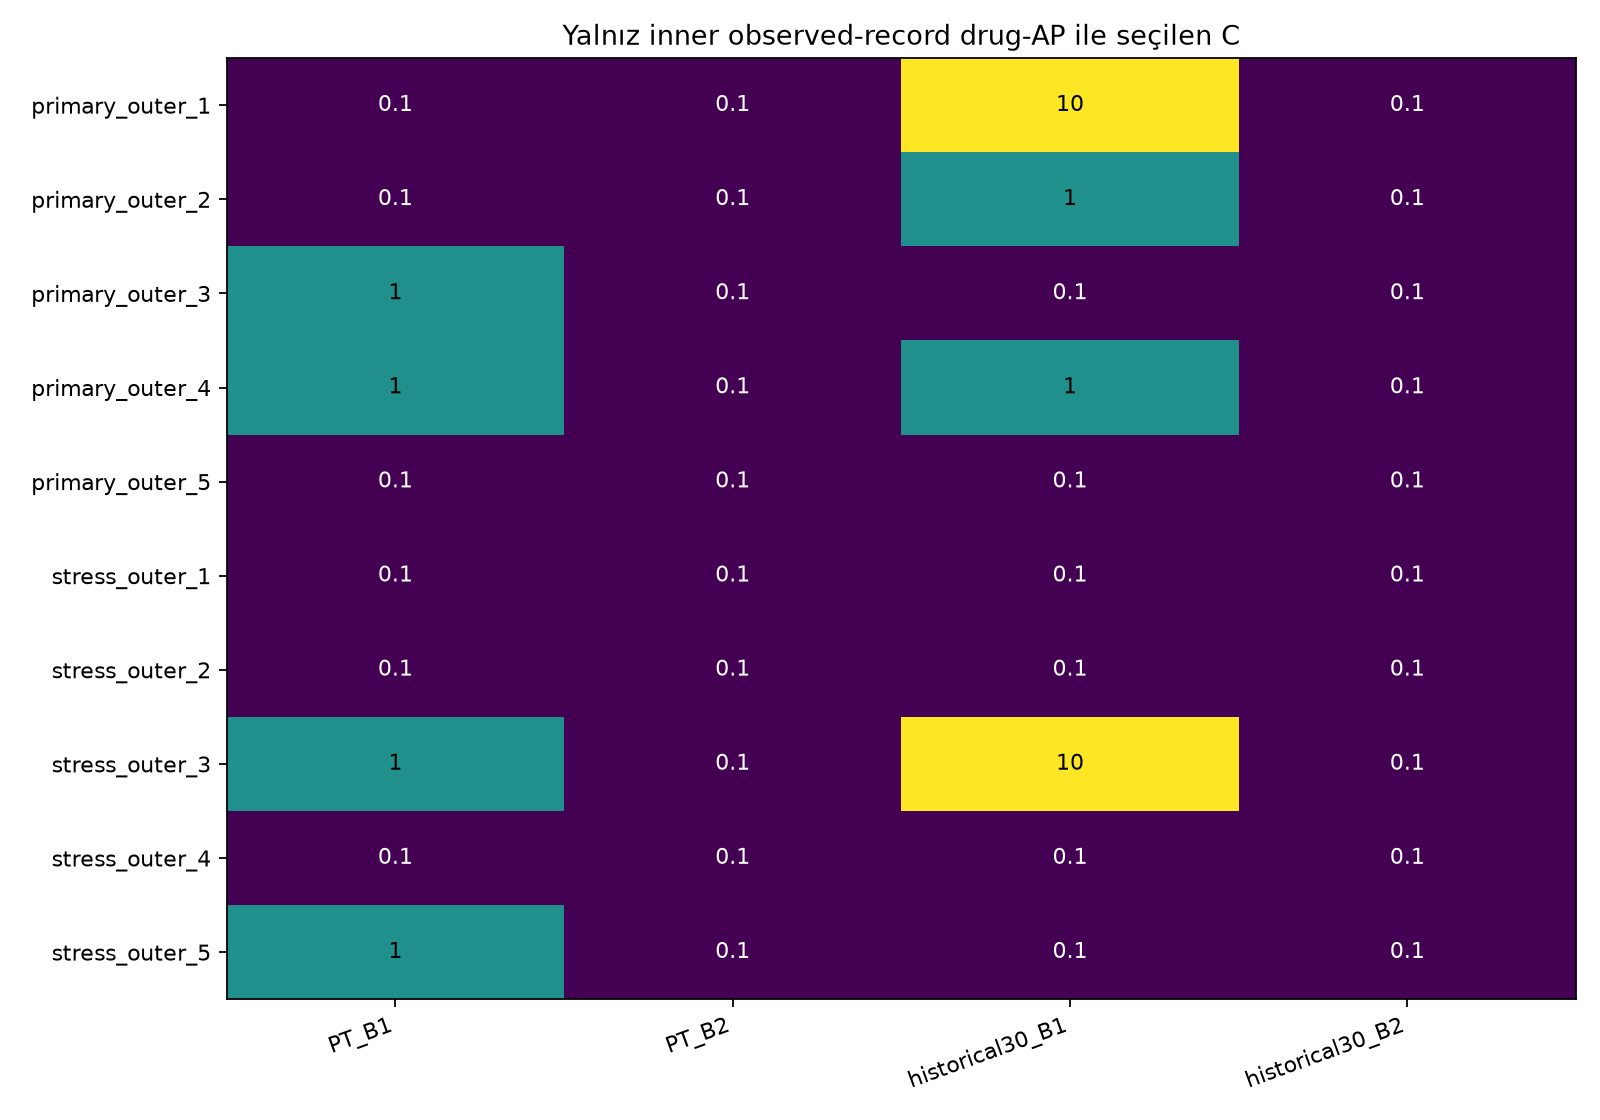 Yalnız inner observed-record drug-AP ile seçilen C
primary_outer_1 0.1 0.1 10 0.1
primary_outer_2 0.1 0.1 1 0.1
primary_outer_3 1 0.1 0.1 0.1
primary_outer_4 1 0.1 1 0.1
primary_outer_5 0.1 0.1 0.1 0.1
stress_outer_1 0.1 0.1 0.1 0.1
stress_outer_2 0.1 0.1 0.1 0.1
stress_outer_3 1 0.1 10 0.1
stress_outer_4 0.1 0.1 0.1 0.1
stress_outer_5 1 0.1 0.1 0.1
PT_B1 PT_B2 historical30_B1 historical30_B2